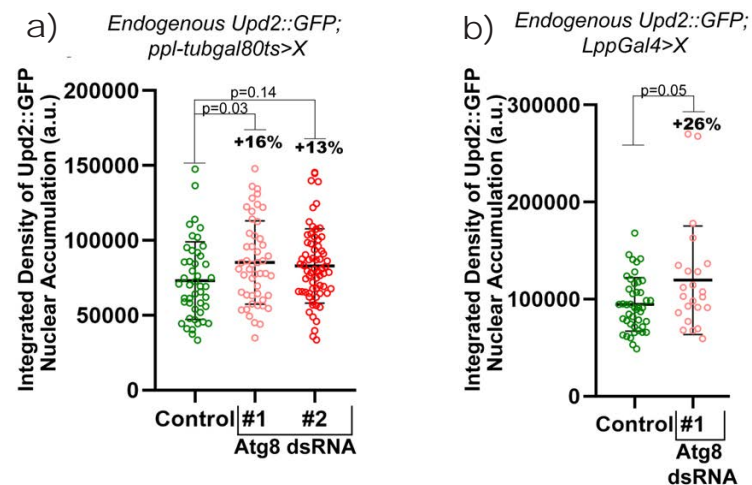 a)
Endogenous Upd2::GFP;
ppl-tubgal80ts>X
Integrated Density of Upd2::GFP
Nuclear Accumulation (a.u.)
200000
150000
100000
50000
0
p=0.14
p=0.03
+16%
+13%
Control
#1
#2
Atg8 dsRNA
b)
Endogenous Upd2::GFP;
LppGal4>X
Integrated Density of Upd2::GFP
Nuclear Accumulation (a.u.)
300000
200000
100000
0
p=0.05
+26%
Control
#1
Atg8
dsRNA